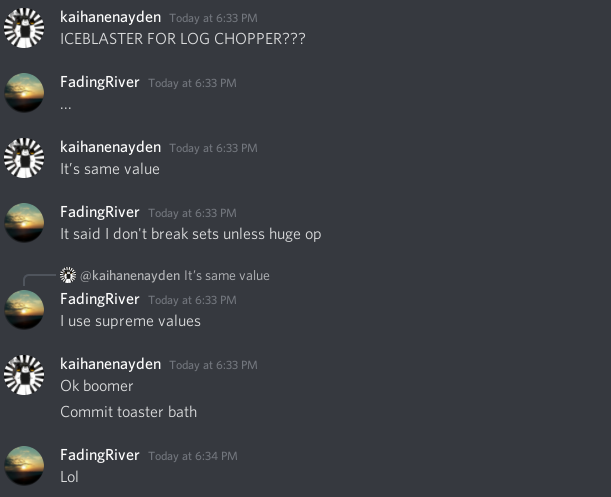 kaihanenayden Today at 6:33 PM
ICEBLASTER FOR LOG CHOPPER???
FadingRiver Today at 6:33 PM
...
kaihanenayden Today at 6:33 PM
It's same value
FadingRiver Today at 6:33 PM
It said I don't break sets unless huge op
@kaihanenayden It's same value
FadingRiver Today at 6:33 PM
I use supreme values
kaihanenayden Today at 6:33 PM
Ok boomer
Commit toaster bath
FadingRiver Today at 6:34 PM
Lol